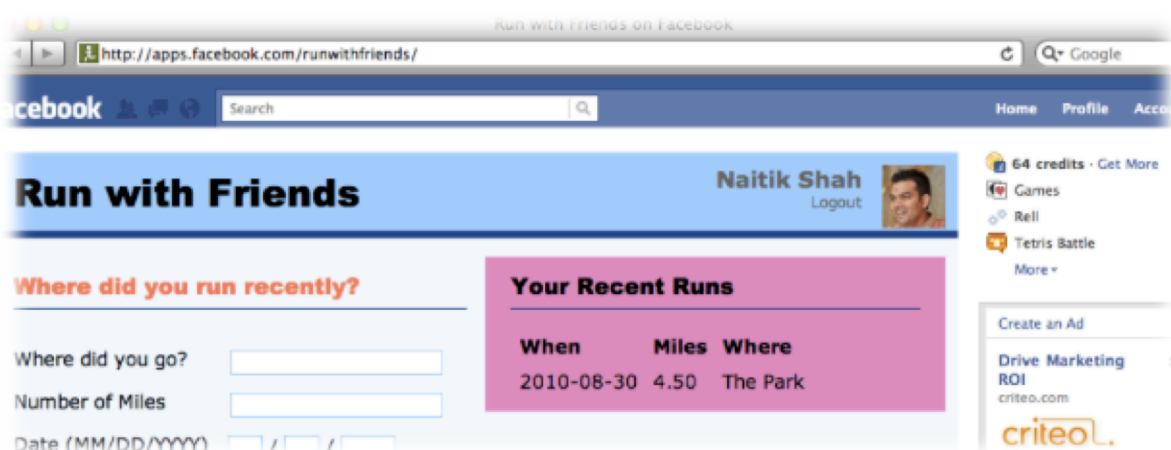 Run with Friends on Facebook
http://apps.facebook.com/runwithfriends/
Google
acebook
Search
Home Profile Acco
Run with Friends
Naitik Shah
Logout
64 credits · Get More
Games
Rell
Tetris Battle
More
Where did you run recently?
Where did you go?
Number of Miles
Date (MM/DD/YYYY) / /
Your Recent Runs
When Miles Where
2010-08-30 4.50 The Park
Create an Ad
Drive Marketing
ROI
criteo.com
criteol.